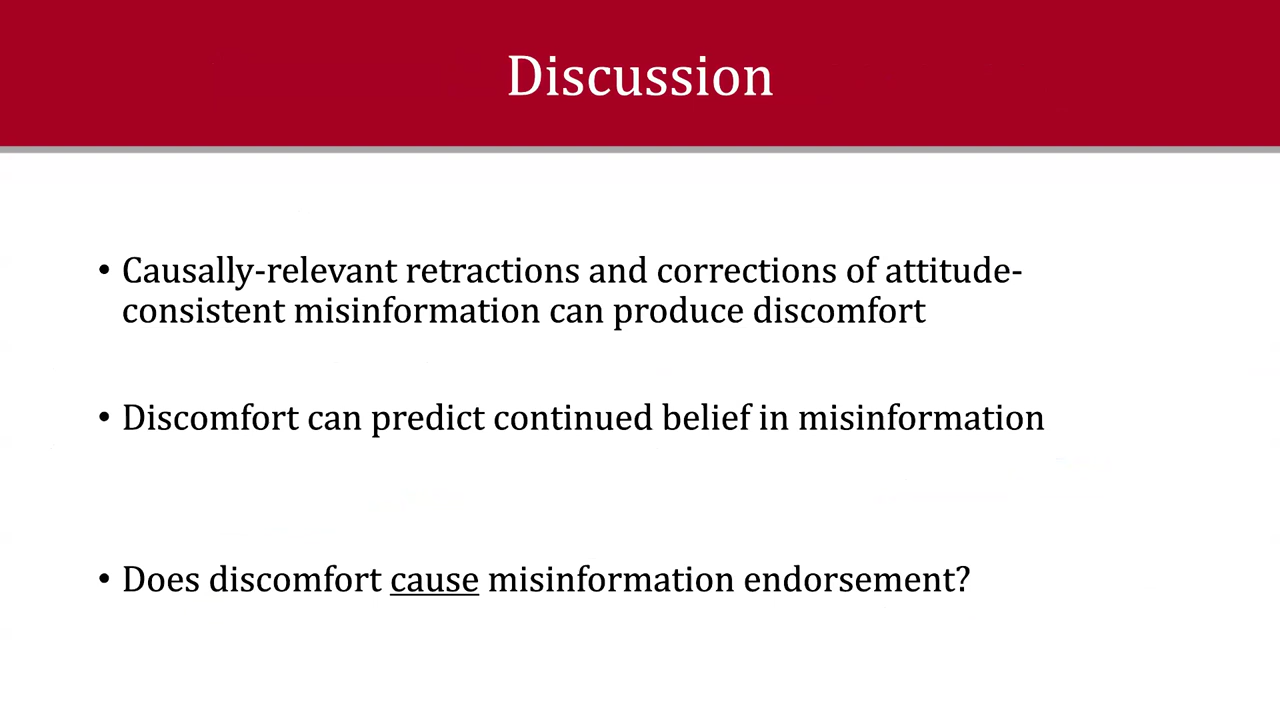 Discussion
• Causally-relevant retractions and corrections of attitude-
consistent misinformation can produce discomfort
• Discomfort can predict continued belief in misinformation
• Does discomfort cause misinformation endorsement?